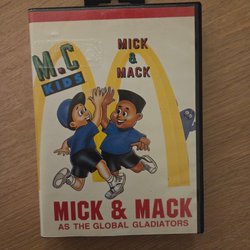 M.C
KIDS
MICK
&
MACK
MICK & MACK
AS THE GLOBAL GLADIATORS